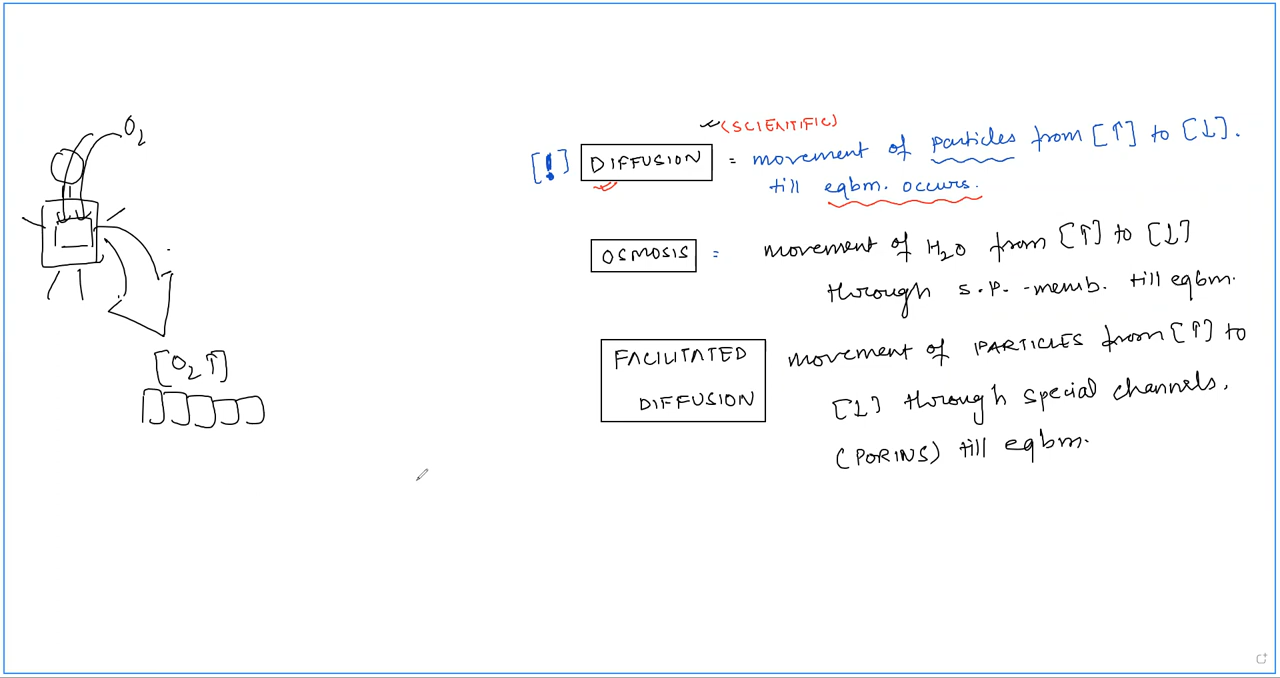 O₂
[O₂↑]
(SCIENTIFIC)
[!] DIFFUSION = movement of particles from [↑] to [↓].
till eqbm. occurs.
OSMOSIS = movement of H₂O from [↑] to [↓]
through s.p. -memb. till eqbm.
FACILITATED DIFFUSION
movement of PARTICLES from [↑] to
[↓] through special channels.
(PORINS) till eqbm.